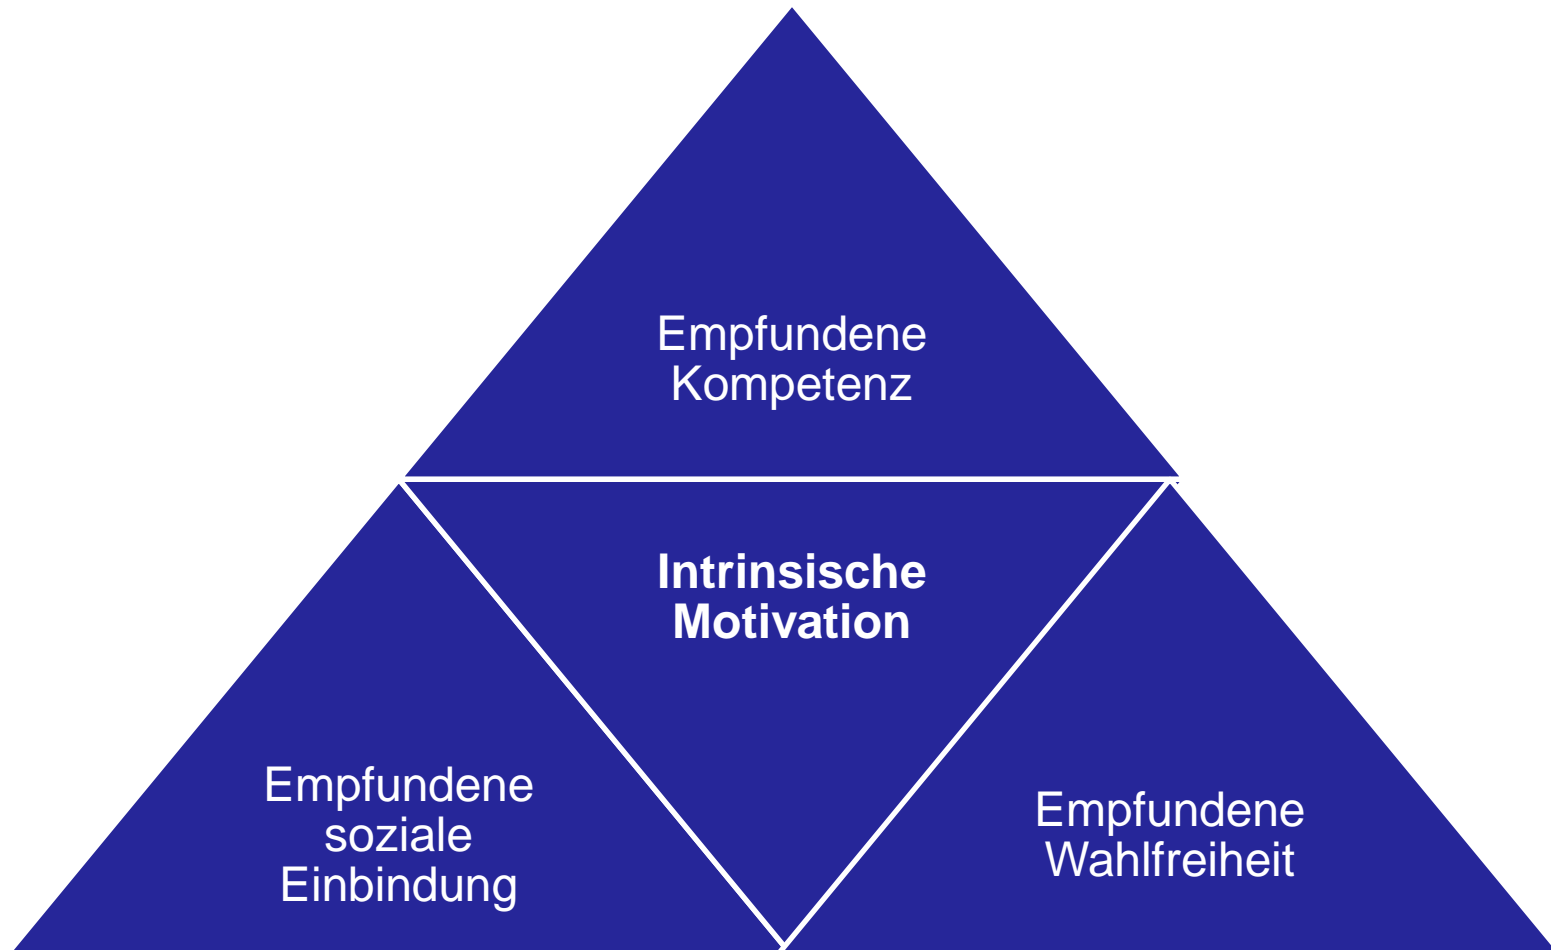 Empfundene
Kompetenz
Intrinsische
Motivation
Empfundene
soziale
Einbindung
Empfundene
Wahlfreiheit